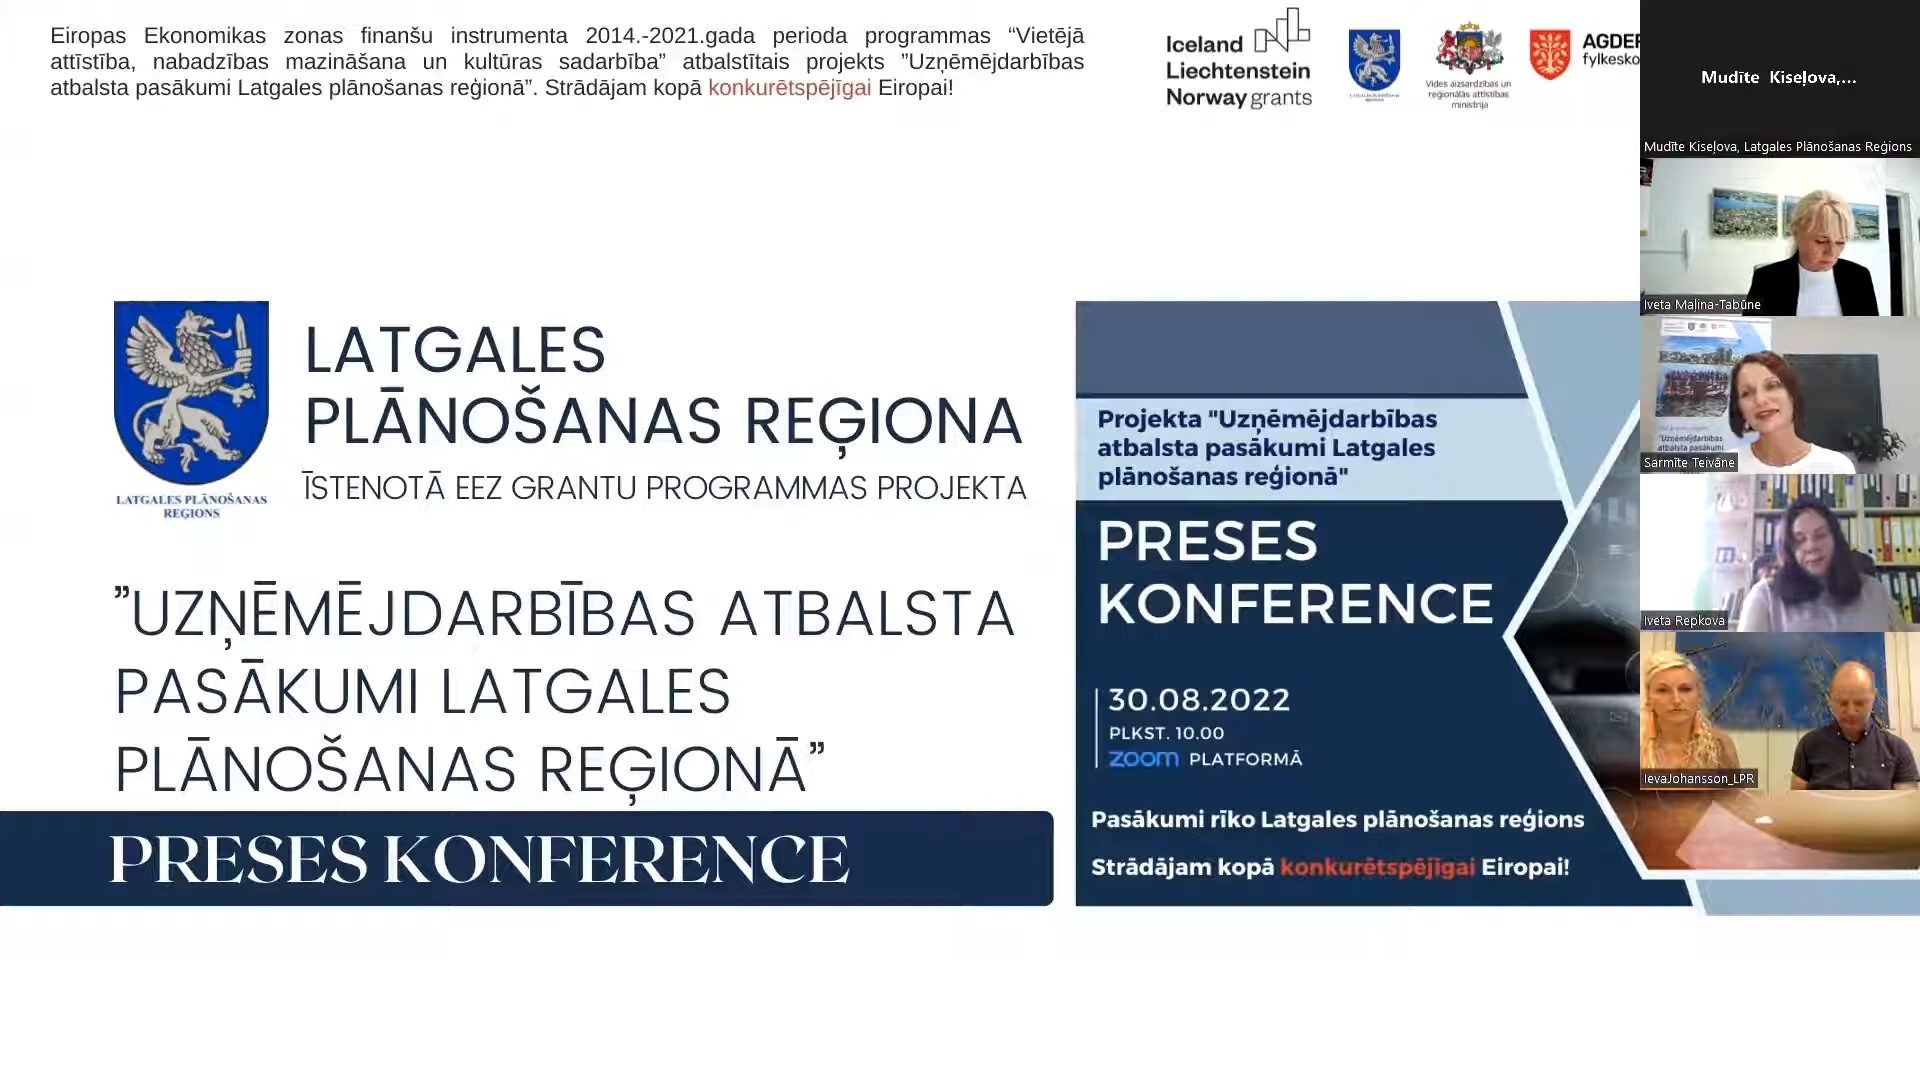 Eiropas Ekonomikas zonas finanšu instrumenta 2014.-2021.gada perioda programmas “Vietējā
attīstība, nabadzības mazināšana un kultūras sadarbība” atbalstītais projekts ”Uzņēmējdarbības
atbalsta pasākumi Latgales plānošanas reģionā”. Strādājam kopā konkurētspējīgai Eiropai!
Iceland
Liechtenstein
Norway grants
Vides aizsardzības un
reģionālās attīstības
ministrija
AGDER
fylkesko
LATGALES PLĀNOŠANAS
REĢIONS
LATGALES
PLĀNOŠANAS REĢIONA
ĪSTENOTĀ EEZ GRANTU PROGRAMMAS PROJEKTA
”UZŅĒMĒJDARBĪBAS ATBALSTA
PASĀKUMI LATGALES
PLĀNOŠANAS REĢIONĀ”
PRESES KONFERENCE
Projekta "Uzņēmējdarbības
atbalsta pasākumi Latgales
plānošanas reģionā"
PRESES
KONFERENCE
30.08.2022
PLKST. 10.00
zoom PLATFORMĀ
Pasākumi rīko Latgales plānošanas reģions
Strādājam kopā konkurētspējīgai Eiropai!
Mudīte Kiseļova,...
Mudīte Kiseļova, Latgales Plānošanas Reģions
Iveta Maļina-Tabūne
"Uzņēmējdarbības
atbalsta pasākumi
Sarmīte Teivāne
Iveta Repkova
IevaJohansson_LPR